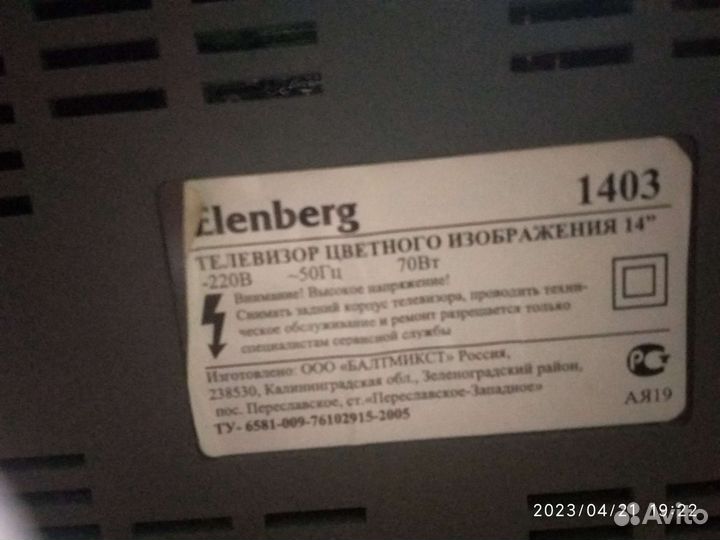 Elenberg 1403
ТЕЛЕВИЗОР ЦВЕТНОГО ИЗОБРАЖЕНИЯ 14”
~220В ~50Гц 70Вт
Внимание! Высокое напряжение!
Снимать задний корпус телевизора, проводить техни-
ческое обслуживание и ремонт разрешается только
специалистам сервисной службы
Изготовлено: ООО «БАЛТМИКСТ» Россия,
238530, Калининградская обл., Зеленоградский район,
пос. Переславское, ст.«Переславское-Западное»
ТУ- 6581-009-76102915-2005
РС
АЯ19
2023/04/21 19:22
Avito